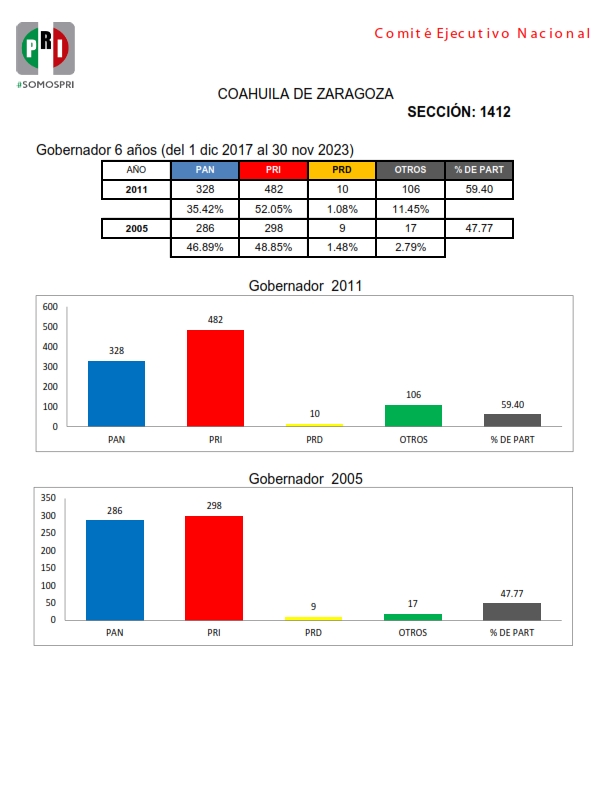 Comité Ejecutivo Nacional
PRI
#SOMOSPRI
COAHUILA DE ZARAGOZA
SECCIÓN: 1412
Gobernador 6 años (del 1 dic 2017 al 30 nov 2023)
AÑO PAN PRI PRD OTROS % DE PART
2011 328 482 10 106 59.40
35.42% 52.05% 1.08% 11.45%
2005 286 298 9 17 47.77
46.89% 48.85% 1.48% 2.79%
Gobernador 2011
600
500
400
300
200
100
0
328
482
10
106
59.40
PAN PRI PRD OTROS % DE PART
Gobernador 2005
350
300
250
200
150
100
50
0
286
298
9
17
47.77
PAN PRI PRD OTROS % DE PART